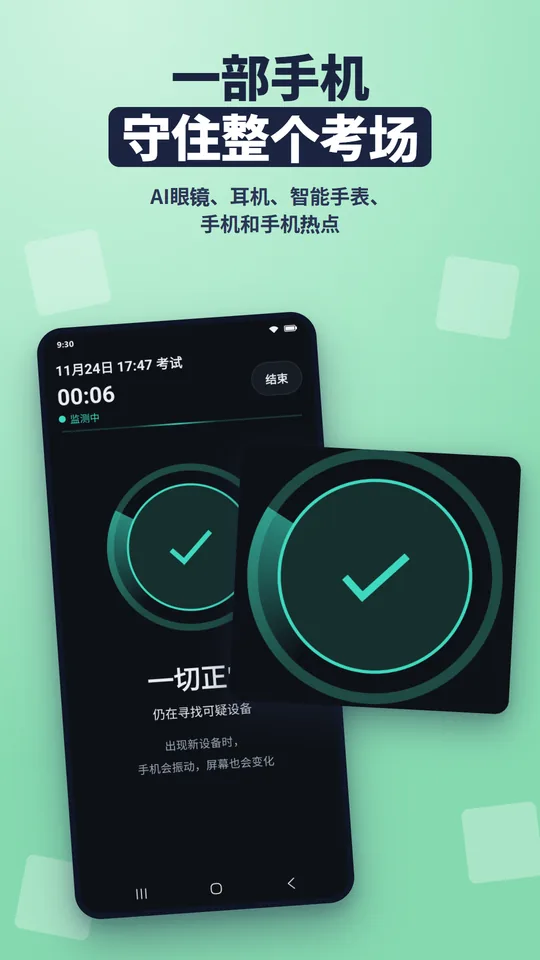 一部手机
守住整个考场
AI眼镜、耳机、智能手表、
手机和手机热点
9:30
11月24日 17:47 考试
00:06
结束
监测中
一切正
仍在寻找可疑设备
出现新设备时，
手机会振动，屏幕也会变化